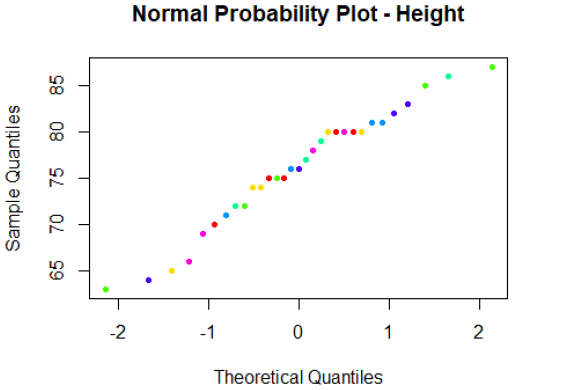 Normal Probability Plot - Height
Sample Quantiles
85
80
75
70
65
-2 -1 0 1 2
Theoretical Quantiles